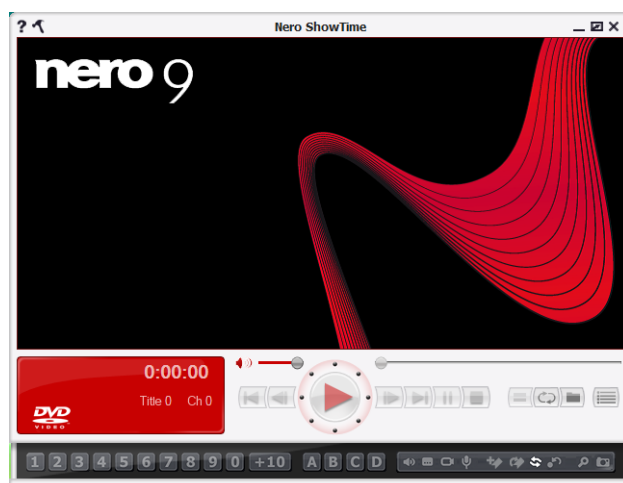 ? Nero ShowTime
nero 9
0:00:00
Title 0 Ch 0
DVD
VIDEO
1 2 3 4 5 6 7 8 9 0 +10 A B C D